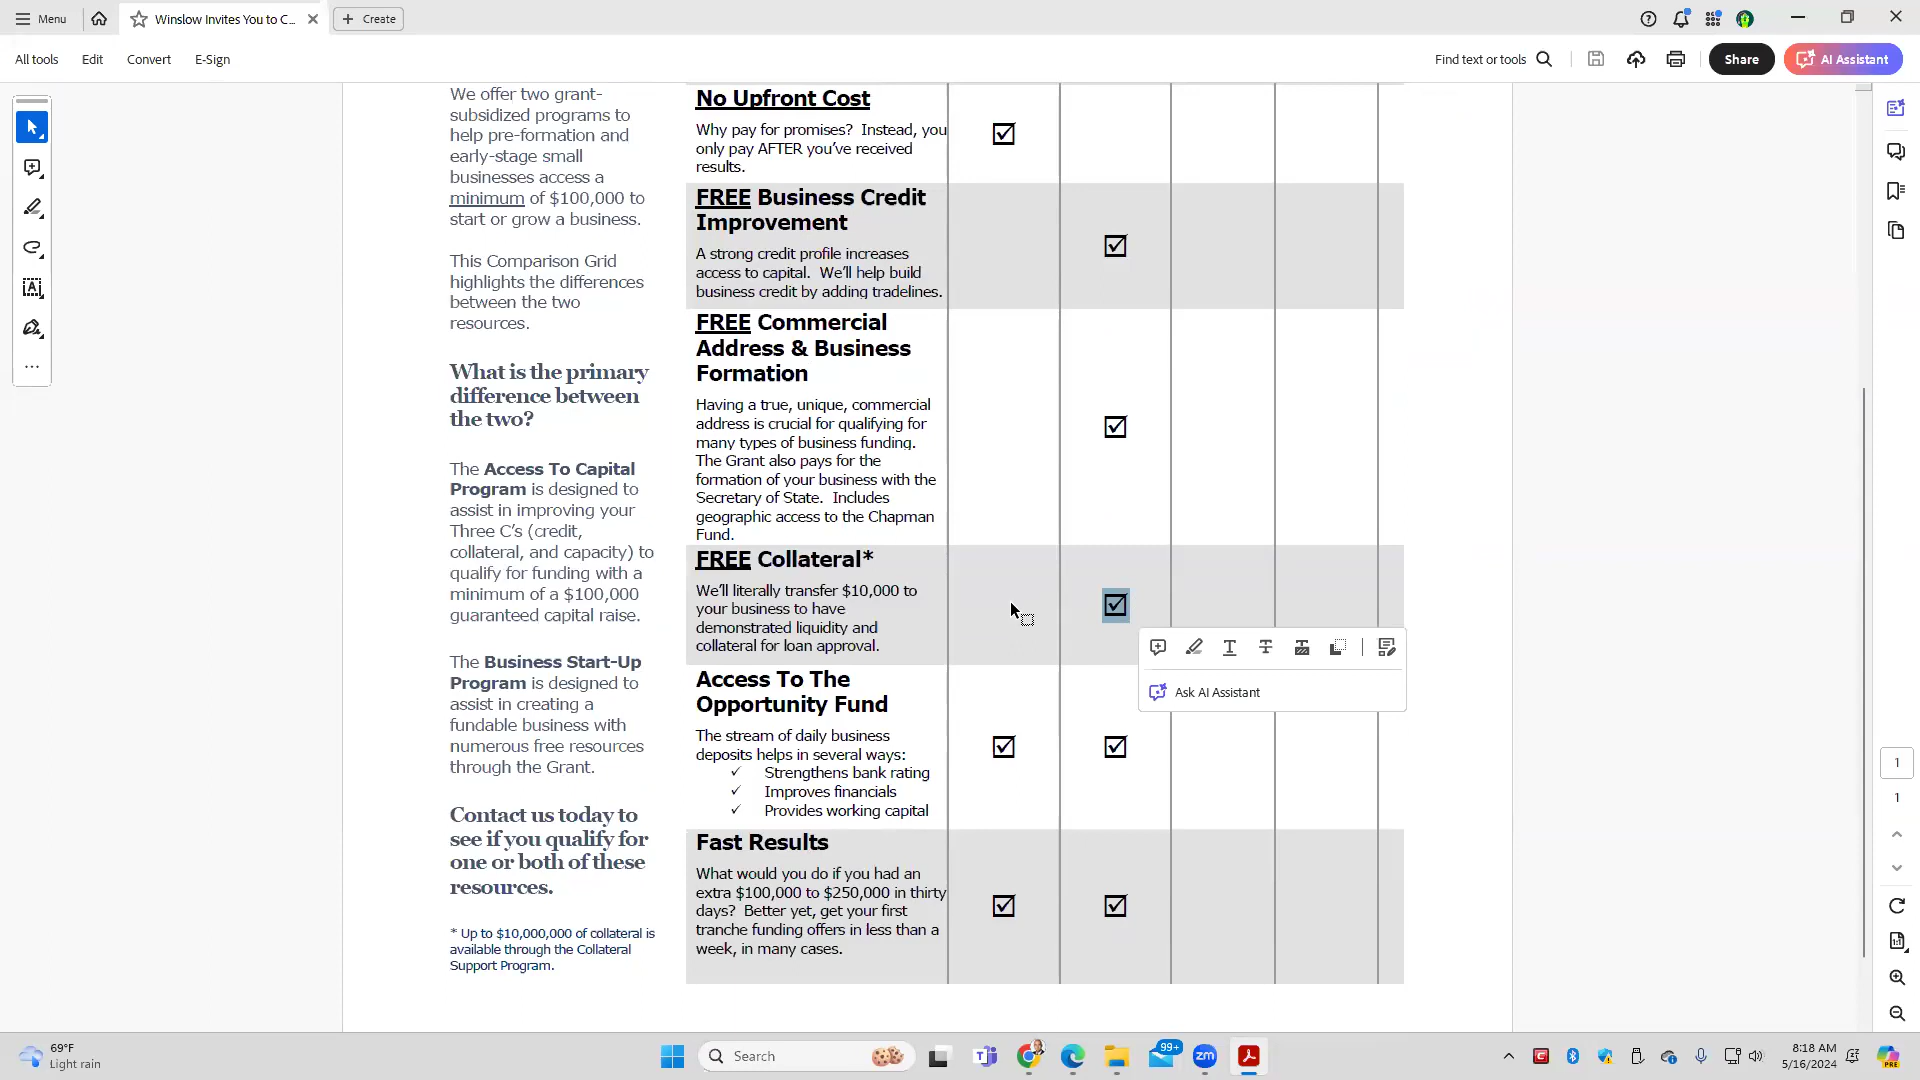 Menu
Winslow Invites You to C...
Create
All tools
Edit
Convert
E-Sign
Find text or tools
Share
AI Assistant
We offer two grant-
subsidized programs to
help pre-formation and
early-stage small
businesses access a
minimum of $100,000 to
start or grow a business.
This Comparison Grid
highlights the differences
between the two
resources.
What is the primary
difference between
the two?
The Access To Capital
Program is designed to
assist in improving your
Three C's (credit,
collateral, and capacity) to
qualify for funding with a
minimum of a $100,000
guaranteed capital raise.
The Business Start-Up
Program is designed to
assist in creating a
fundable business with
numerous free resources
through the Grant.
Contact us today to
see if you qualify for
one or both of these
resources.
* Up to $10,000,000 of collateral is
available through the Collateral
Support Program.
No Upfront Cost
Why pay for promises? Instead, you
only pay AFTER you've received
results.
FREE Business Credit
Improvement
A strong credit profile increases
access to capital. We'll help build
business credit by adding tradelines.
FREE Commercial
Address & Business
Formation
Having a true, unique, commercial
address is crucial for qualifying for
many types of business funding.
The Grant also pays for the
formation of your business with the
Secretary of State. Includes
geographic access to the Chapman
Fund.
FREE Collateral*
We'll literally transfer $10,000 to
your business to have
demonstrated liquidity and
collateral for loan approval.
Access To The
Opportunity Fund
The stream of daily business
deposits helps in several ways:
Strengthens bank rating
Improves financials
Provides working capital
Fast Results
What would you do if you had an
extra $100,000 to $250,000 in thirty
days? Better yet, get your first
tranche funding offers in less than a
week, in many cases.
Ask AI Assistant
1
1
69°F
Light rain
Search
99+
zm
8:18 AM
5/16/2024
PRE